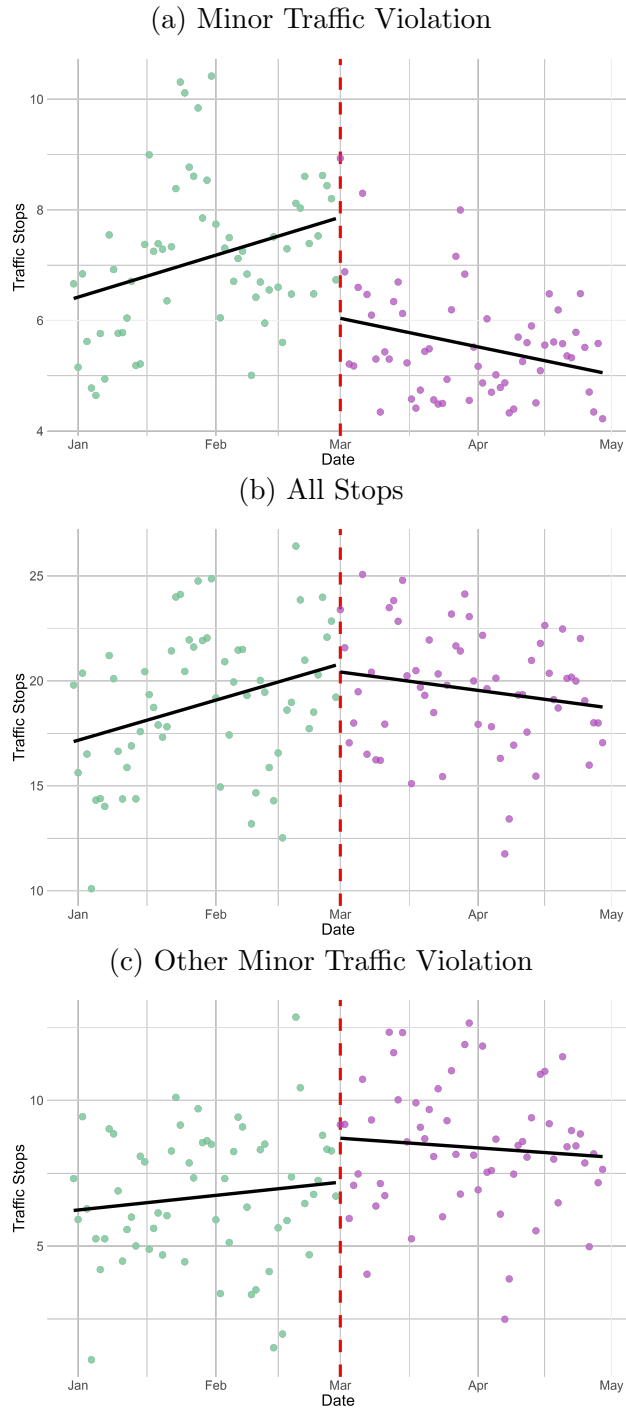 (a) Minor Traffic Violation
10
8
6
4
Traffic Stops
Jan Feb Mar Apr May
Date
(b) All Stops
25
20
15
10
Traffic Stops
Jan Feb Mar Apr May
Date
(c) Other Minor Traffic Violation
10
5
Traffic Stops
Jan Feb Mar Apr May
Date